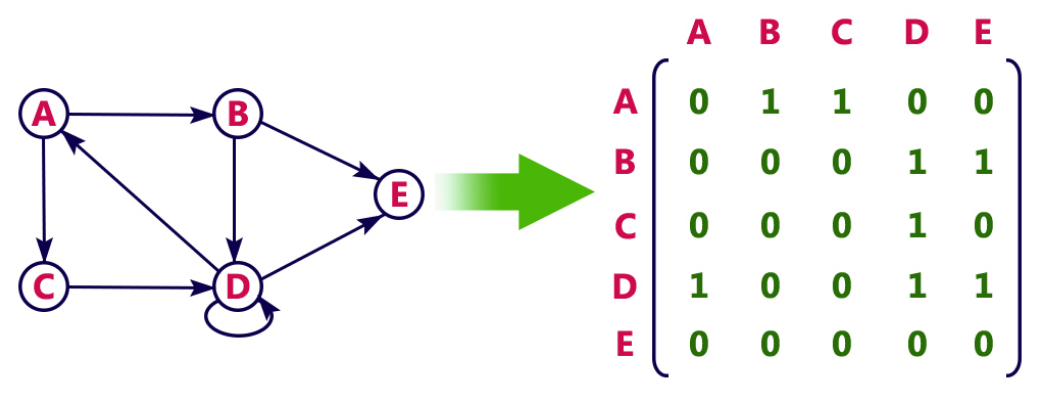 A B C D E
A B
E
C D
A 0 1 1 0 0
B 0 0 0 1 1
C 0 0 0 1 0
D 1 0 0 1 1
E 0 0 0 0 0